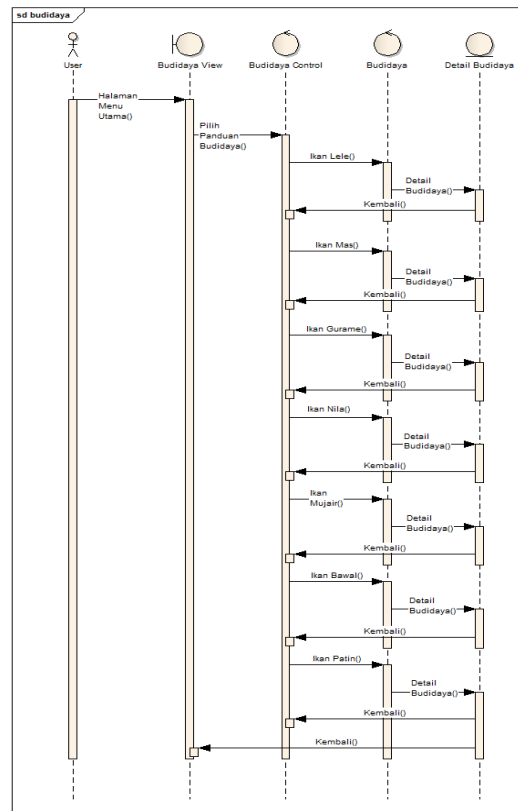 sd budidaya
User
Budidaya View
Budidaya Control
Budidaya
Detail Budidaya
Halaman
Menu
Utama()
Pilih
Panduan
Budidaya()
Ikan Lele()
Detail
Budidaya()
Kembali()
Ikan Mas()
Detail
Budidaya()
Kembali()
Ikan Gurame()
Detail
Budidaya()
Kembali()
Ikan Nila()
Detail
Budidaya()
Kembali()
Ikan
Mujair()
Detail
Budidaya()
Kembali()
Ikan Bawal()
Detail
Budidaya()
Kembali()
Ikan Patin()
Detail
Budidaya()
Kembali()
Kembali()